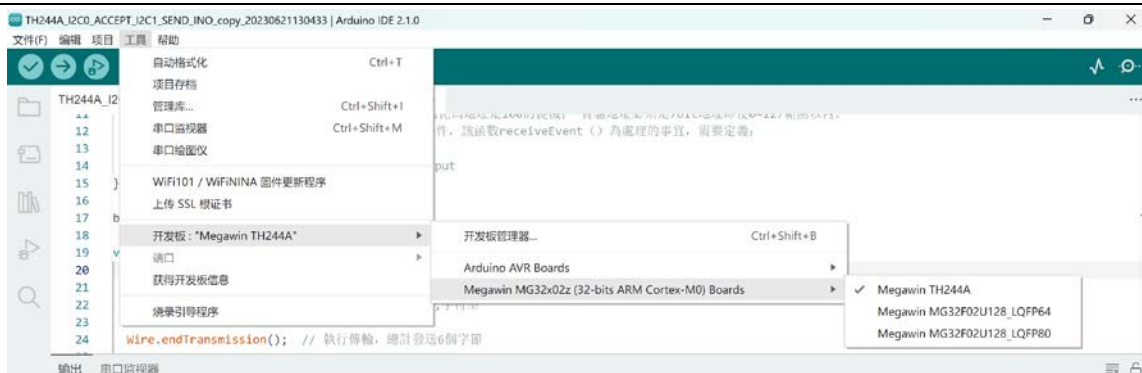 TH244A_I2C0_ACCEPT_I2C1_SEND_INO_copy_20230621130433 | Arduino IDE 2.1.0
文件(F) 编辑 项目 工具 帮助
自动格式化 Ctrl+T
项目存档
TH244A_I2
管理库... Ctrl+Shift+I
11
12
串口监视器 Ctrl+Shift+M
件，該函數receiveEvent（）為處理的事宜，需要定義；
13
串口绘图仪
14
put
15 }
WiFi101 / WiFiNINA 固件更新程序
16
上传 SSL 根证书
17 b
18
开发板 : "Megawin TH244A"
开发板管理器... Ctrl+Shift+B
19 v
端口
20
Arduino AVR Boards
21
获得开发板信息
Megawin MG32x02z (32-bits ARM Cortex-M0) Boards
✓ Megawin TH244A
22
烧录引导程序
Megawin MG32F02U128_LQFP64
23
Megawin MG32F02U128_LQFP80
24 Wire.endTransmission(); // 執行傳輸，總計發送6個字節
输出 串口监视器